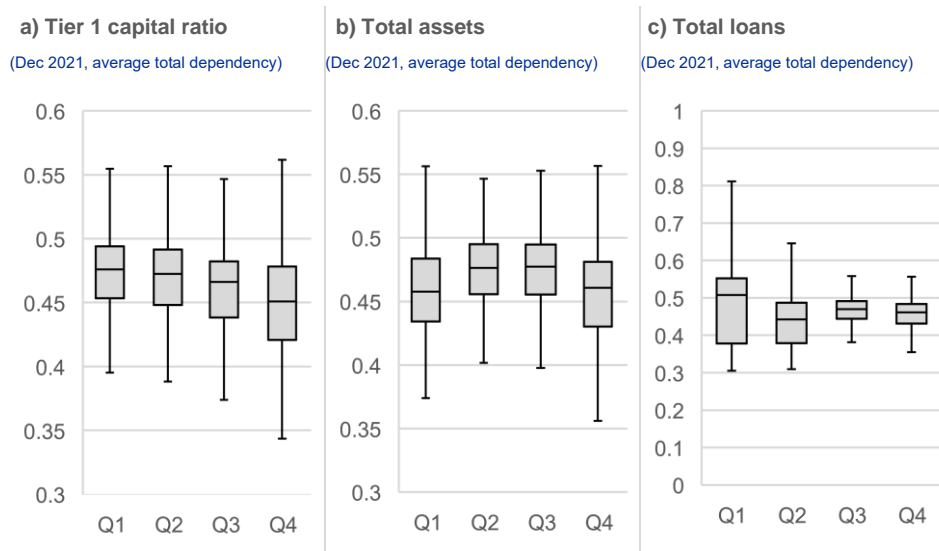 a) Tier 1 capital ratio
(Dec 2021, average total dependency)
0.6
0.55
0.5
0.45
0.4
0.35
0.3
Q1 Q2 Q3 Q4
b) Total assets
(Dec 2021, average total dependency)
0.6
0.55
0.5
0.45
0.4
0.35
0.3
Q1 Q2 Q3 Q4
c) Total loans
(Dec 2021, average total dependency)
1
0.9
0.8
0.7
0.6
0.5
0.4
0.3
0.2
0.1
0
Q1 Q2 Q3 Q4